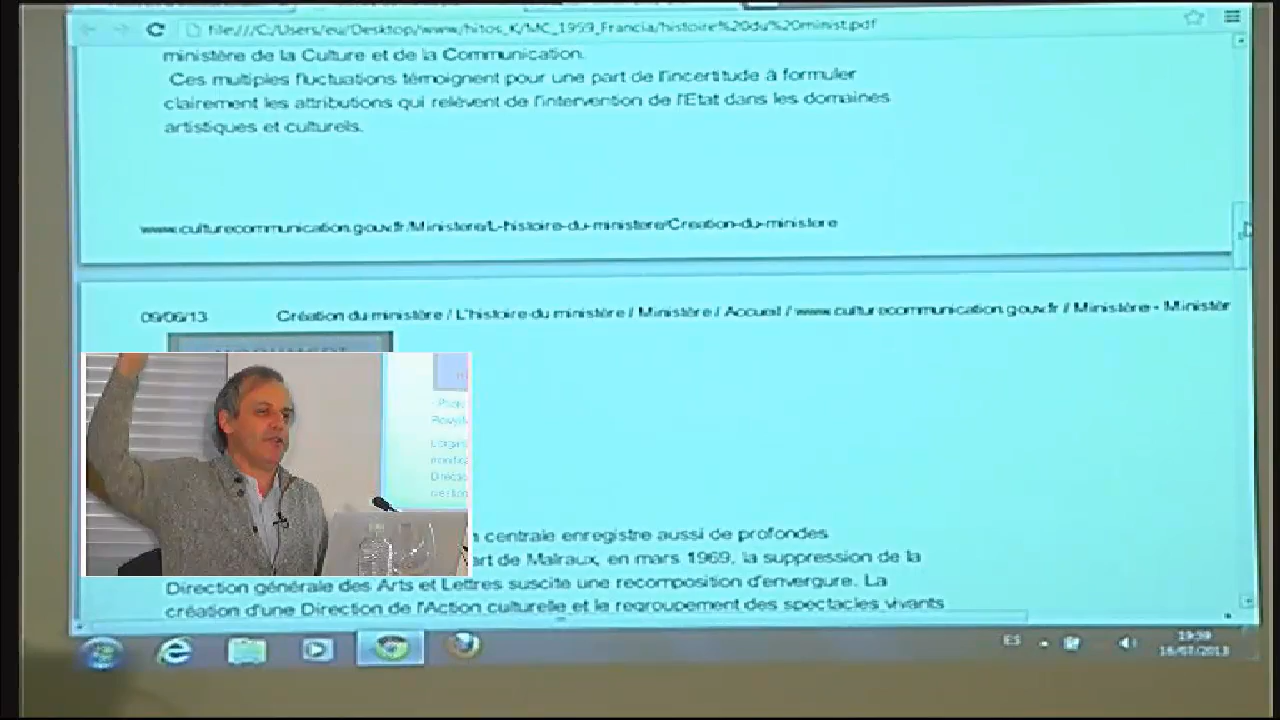 file:///C:/Users/eu/Desktop/www/hitos_K/MC_1959_Francia/histoire%20du%20minist.pdf
ministère de la Culture et de la Communication.
Ces multiples fluctuations témoignent pour une part de l'incertitude à formuler
clairement les attributions qui relèvent de l'intervention de l'Etat dans les domaines
artistiques et culturels.
www.culturecommunication.gouv.fr/Ministere/L-histoire-du-ministere/Creation-du-ministere
09/06/13 Création du ministère / L'histoire du ministère / Ministère / Accueil / www.culturecommunication.gouv.fr / Ministère - Ministèr
centrale enregistre aussi de profondes
art de Malraux, en mars 1969, la suppression de la
Direction générale des Arts et Lettres suscite une recomposition d'envergure. La
création d'une Direction de l'Action culturelle et le regroupement des spectacles vivants
ES
19:39
16/07/2013